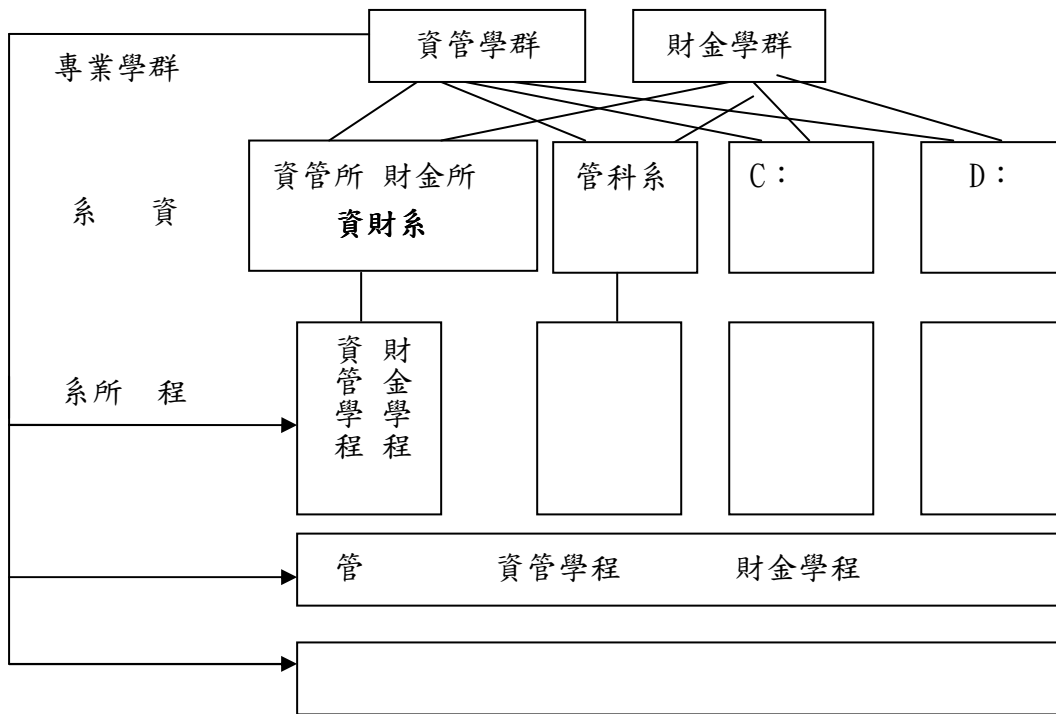 資管學群 財金學群
專業學群
資管所 財金所 管科系 C： D：
資財系
系 資
資管學程 財金學程
系所 程
管 資管學程 財金學程